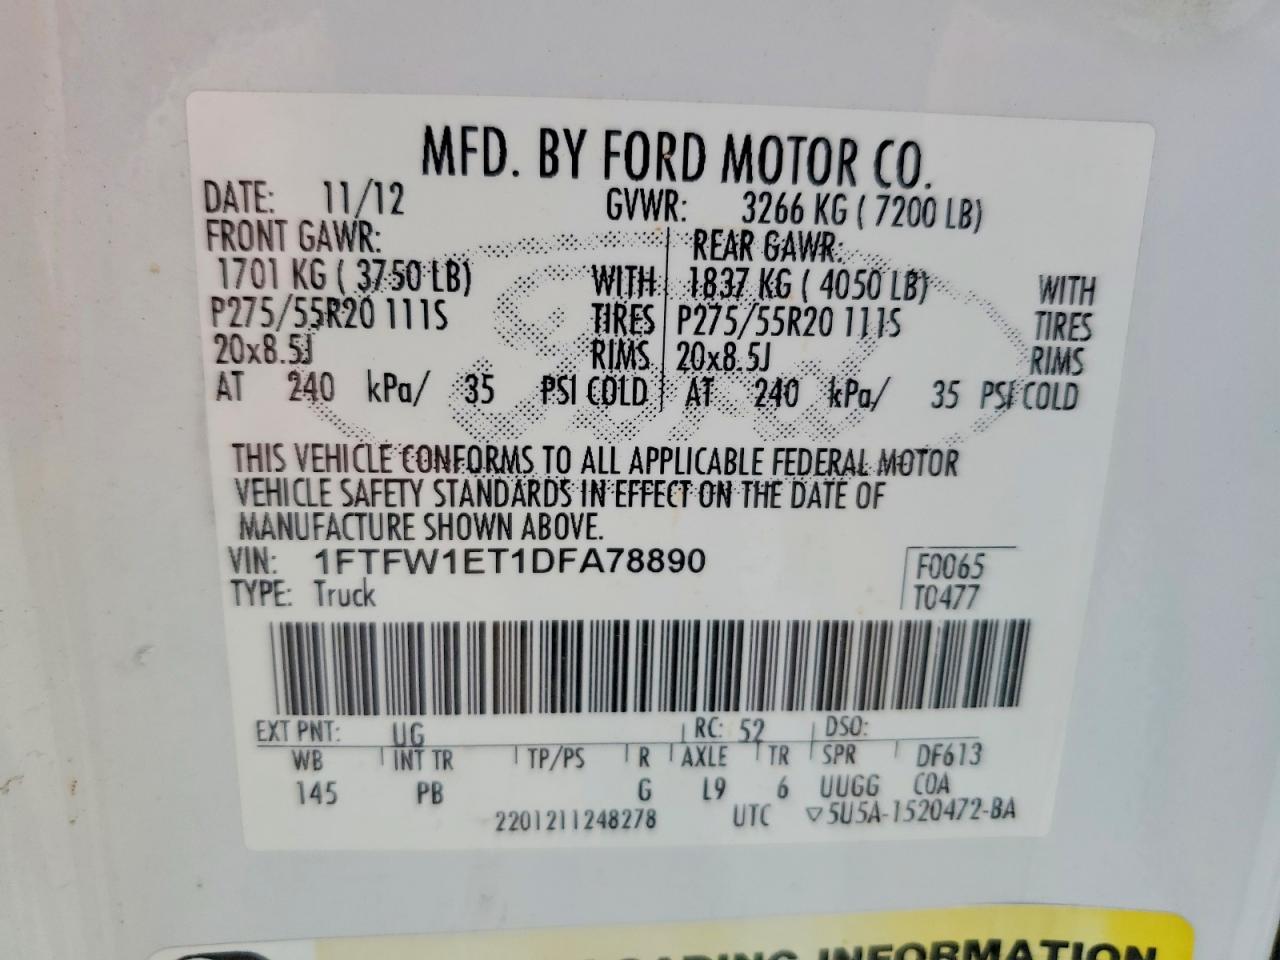 MFD. BY FORD MOTOR CO.
DATE: 11/12 GVWR: 3266 KG ( 7200 LB)
FRONT GAWR: REAR GAWR:
1701 KG ( 3750 LB) WITH 1837 KG ( 4050 LB) WITH
P275/55R20 111S TIRES P275/55R20 111S TIRES
20x8.5J RIMS 20x8.5J RIMS
AT 240 kPa/ 35 PSI COLD AT 240 kPa/ 35 PSI COLD
THIS VEHICLE CONFORMS TO ALL APPLICABLE FEDERAL MOTOR
VEHICLE SAFETY STANDARDS IN EFFECT ON THE DATE OF
MANUFACTURE SHOWN ABOVE.
VIN: 1FTFW1ET1DFA78890 F0065
TYPE: Truck T0477
EXT PNT: UG RC: 52 DSO:
WB INT TR TP/PS R AXLE TR SPR DF613
145 PB G L9 6 UUGG COA
2201211248278 UTC ▽5U5A-1520472-BA
LOADING INFORMATION